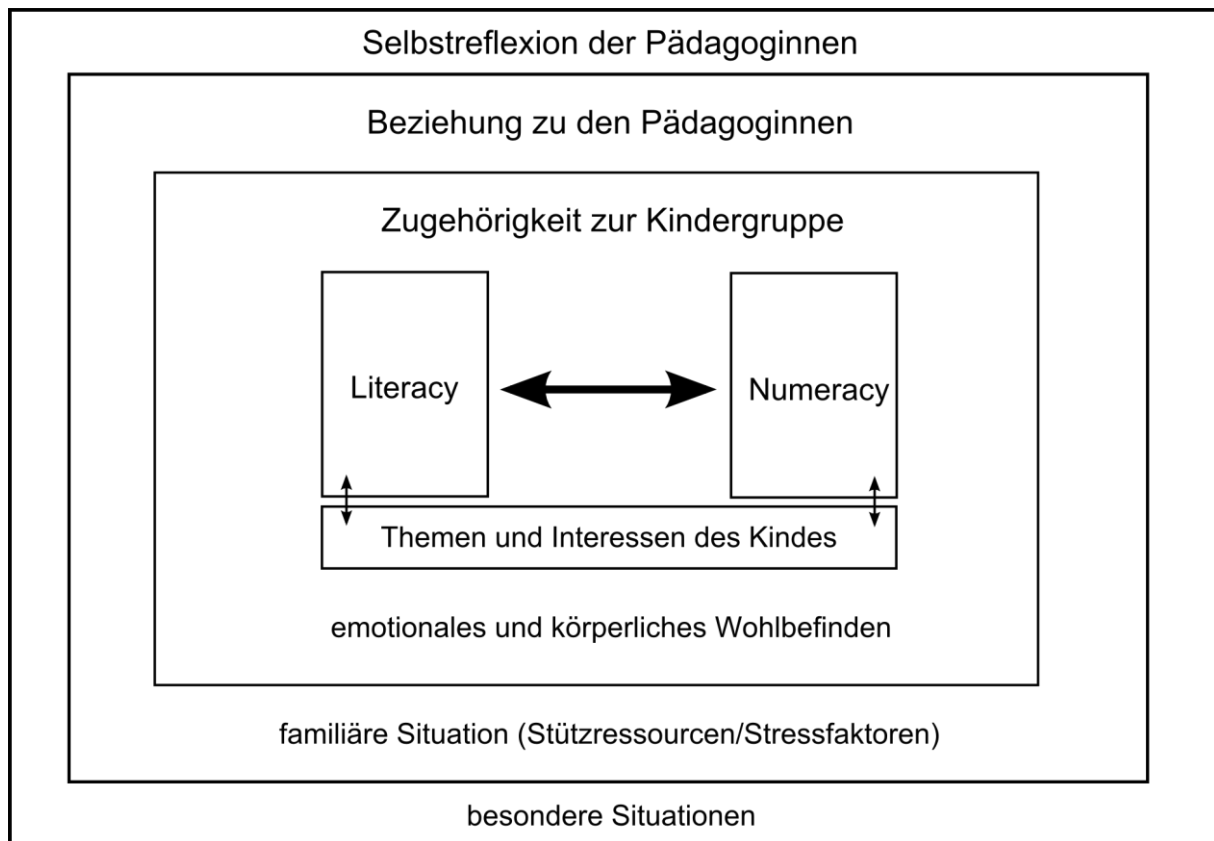 Selbstreflexion der Pädagoginnen
Beziehung zu den Pädagoginnen
Zugehörigkeit zur Kindergruppe
Literacy
Numeracy
Themen und Interessen des Kindes
emotionales und körperliches Wohlbefinden
familiäre Situation (Stützressourcen/Stressfaktoren)
besondere Situationen